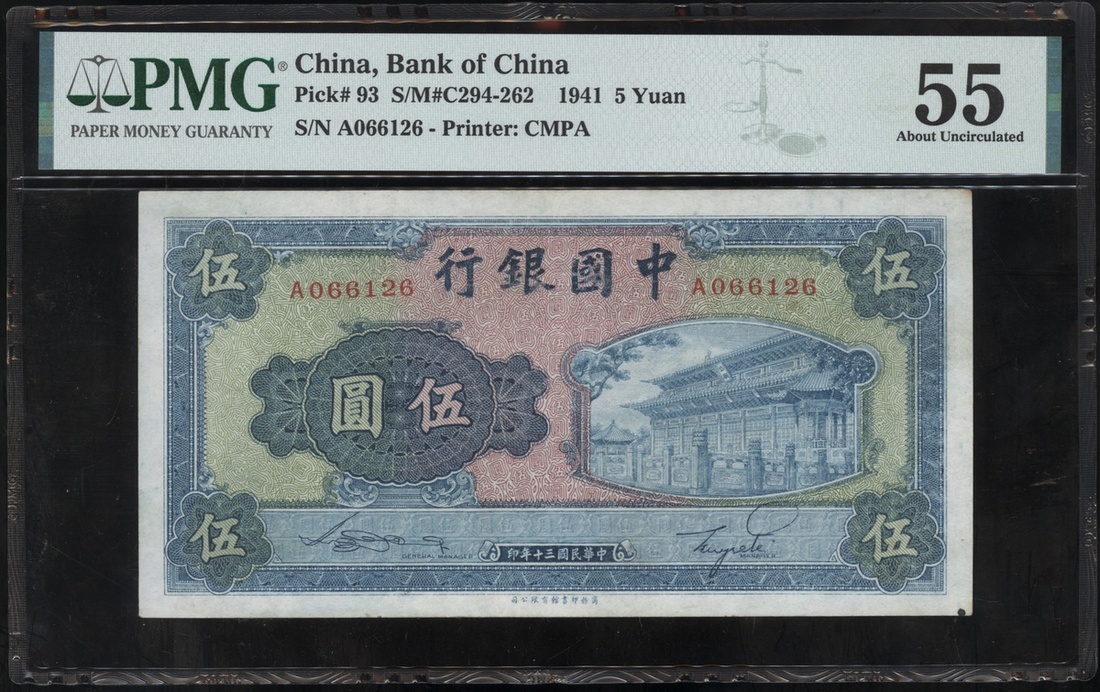 PMG®
PAPER MONEY GUARANTY
China, Bank of China
Pick# 93 S/M#C294-262 1941 5 Yuan
S/N A066126 - Printer: CMPA
55
About Uncirculated
伍
伍
行銀國中
A066126
A066126
圓伍
伍
伍
GENERAL MANAGER
印年十三國民華中
MANAGER